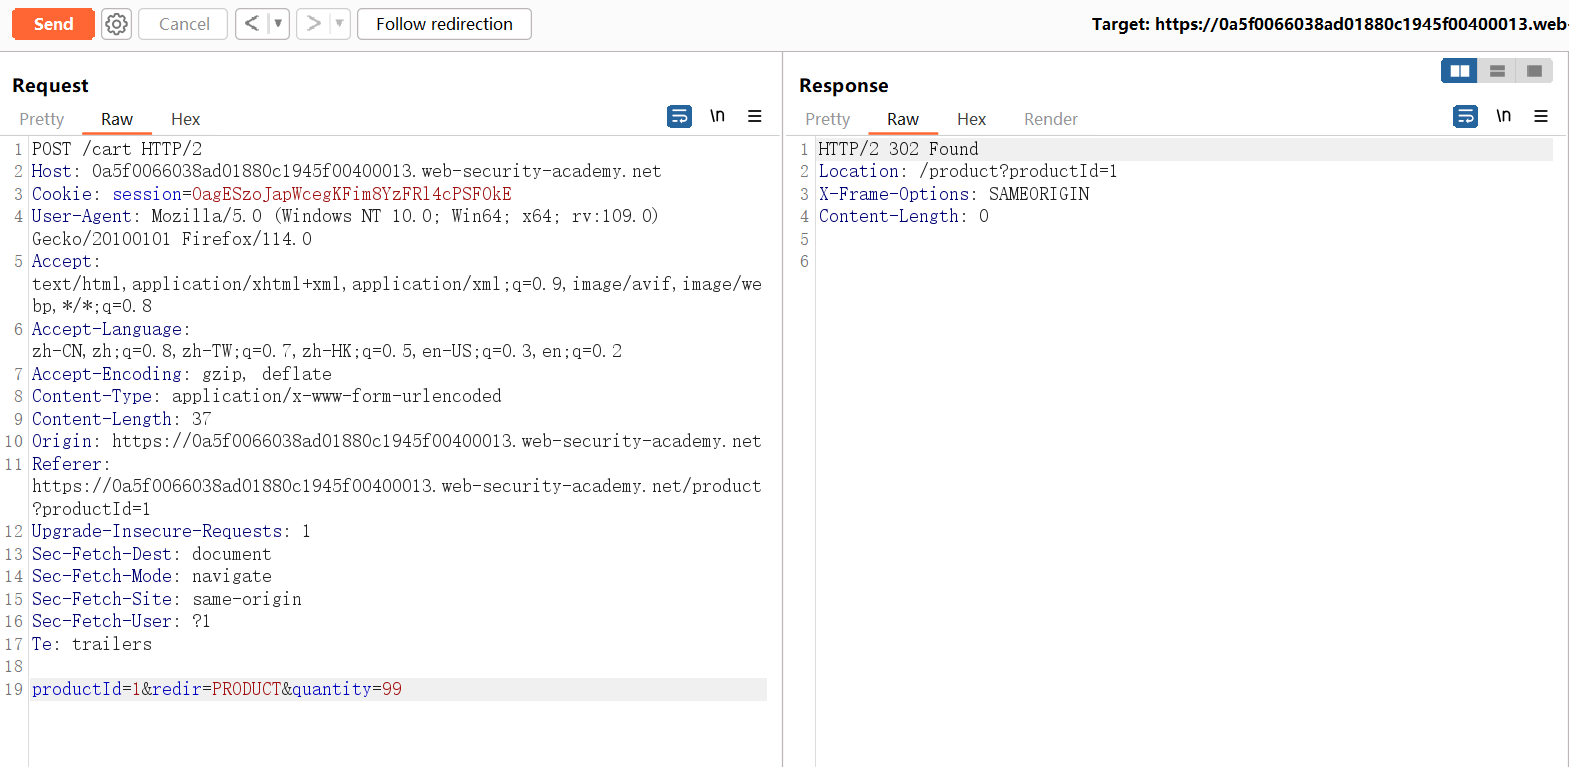 Send
Cancel
<
>
Follow redirection
Target: https://0a5f0066038ad01880c1945f00400013.web-
Request
Pretty Raw Hex
\n
1 POST /cart HTTP/2
2 Host: 0a5f0066038ad01880c1945f00400013.web-security-academy.net
3 Cookie: session=OagESzoJapWcegKFim8YzFRl4cPSF0kE
4 User-Agent: Mozilla/5.0 (Windows NT 10.0; Win64; x64; rv:109.0)
Gecko/20100101 Firefox/114.0
5 Accept:
text/html,application/xhtml+xml,application/xml;q=0.9,image/avif,image/we
bp,*/*;q=0.8
6 Accept-Language:
zh-CN,zh;q=0.8,zh-TW;q=0.7,zh-HK;q=0.5,en-US;q=0.3,en;q=0.2
7 Accept-Encoding: gzip, deflate
8 Content-Type: application/x-www-form-urlencoded
9 Content-Length: 37
10 Origin: https://0a5f0066038ad01880c1945f00400013.web-security-academy.net
11 Referer:
https://0a5f0066038ad01880c1945f00400013.web-security-academy.net/product
?productId=1
12 Upgrade-Insecure-Requests: 1
13 Sec-Fetch-Dest: document
14 Sec-Fetch-Mode: navigate
15 Sec-Fetch-Site: same-origin
16 Sec-Fetch-User: ?1
17 Te: trailers
18
19 productId=1&redir=PRODUCT&quantity=99
Response
Pretty Raw Hex Render
\n
1 HTTP/2 302 Found
2 Location: /product?productId=1
3 X-Frame-Options: SAMEORIGIN
4 Content-Length: 0
5
6